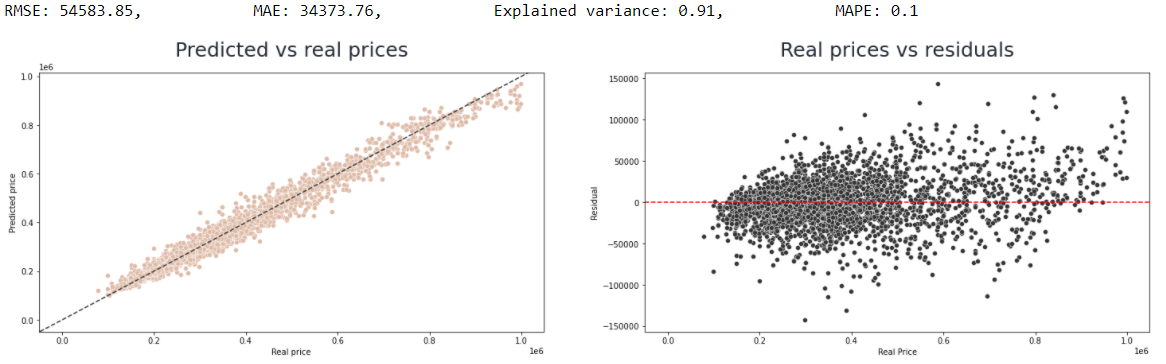 RMSE: 54583.85, MAE: 34373.76, Explained variance: 0.91, MAPE: 0.1
Predicted vs real prices
1e6
1.0
0.8
0.6
0.4
0.2
0.0
Predicted price
0.0 0.2 0.4 0.6 0.8 1.0
1e6
Real price
Real prices vs residuals
150000
100000
50000
0
−50000
−100000
−150000
Residual
0.0 0.2 0.4 0.6 0.8 1.0
1e6
Real Price